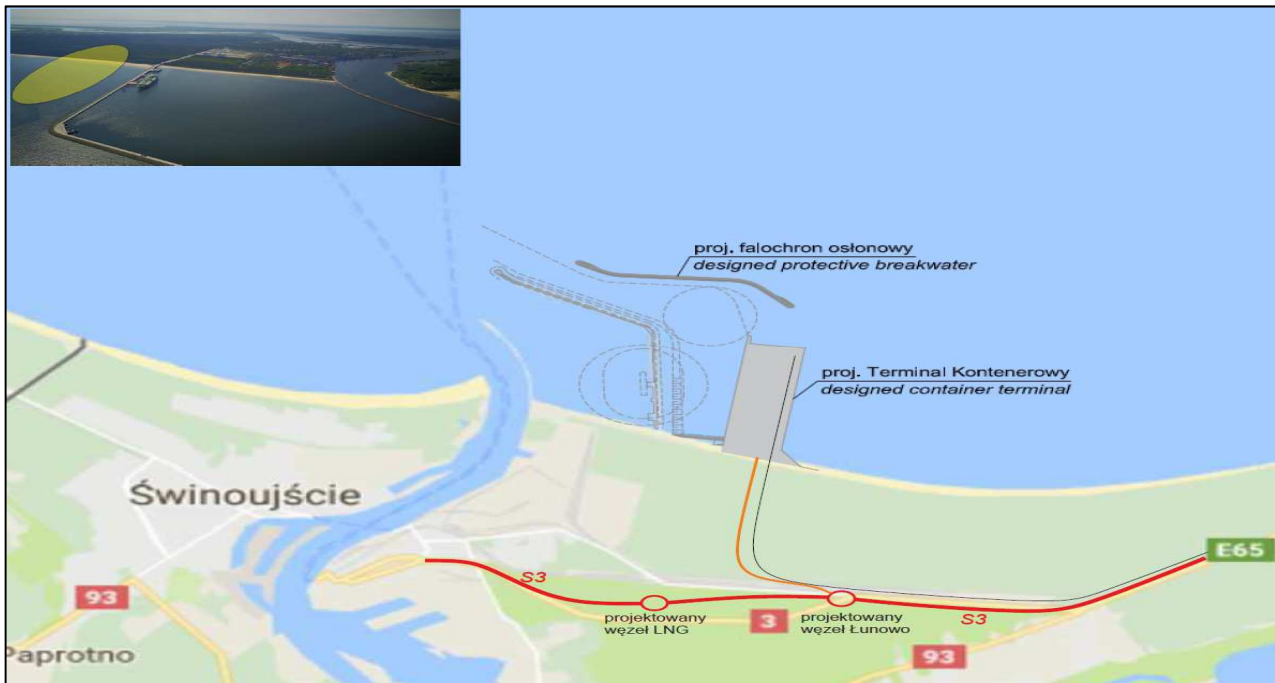 proj. falochron osłonowy
designed protective breakwater
proj. Terminal Kontenerowy
designed container terminal
Świnoujście
E65
S3
93
projektowany
węzeł LNG
3
projektowany
węzeł Łunowo
S3
93
Paprotno
93